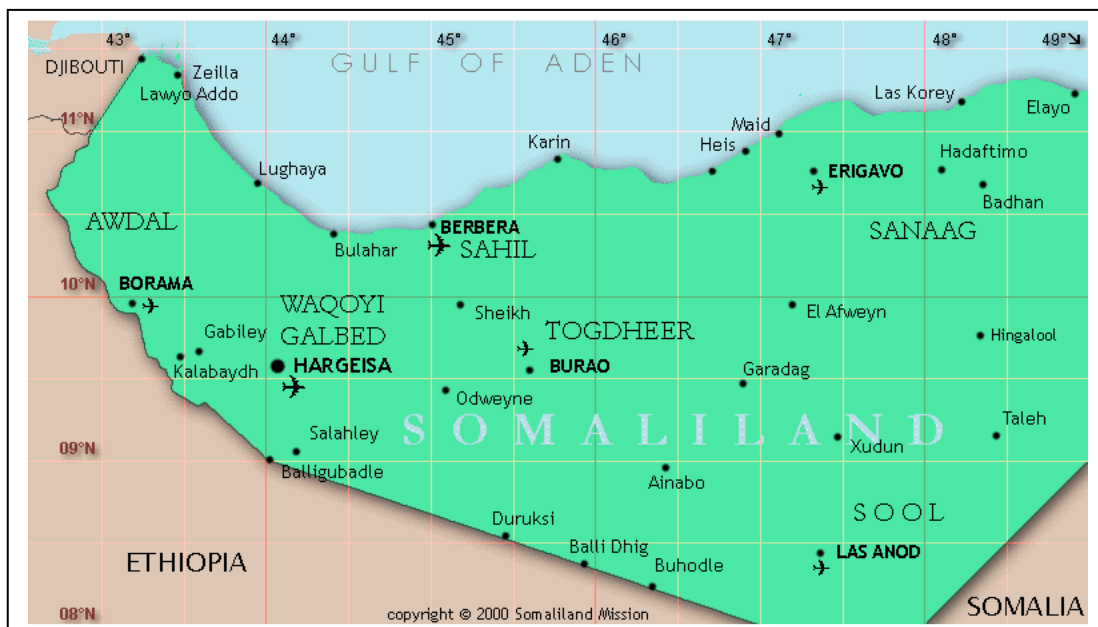 43°
44°
45°
46°
47°
48°
49°
GULF OF ADEN
DJIBOUTI
Zeilla
Lawyo Addo
Las Korey
Elayo
11°N
Maid
Karin
Heis
Hadaftimo
Lughaya
ERIGAVO
Badhan
AWDAL
BERBERA
SANAAG
Bulahar
SAHIL
10°N
BORAMA
WAQOYI
GALBED
Sheikh
El Afweyn
Gabiley
TOGDHEER
Hingalool
Kalabaydh
HARGEISA
BURAO
Garadag
Odweyne
SOMALILAND
Taleh
Salahley
Xudun
09°N
Balligubadle
Ainabo
SOOL
Duruksi
Balli Dhig
LAS ANOD
ETHIOPIA
Buhodle
SOMALIA
08°N
copyright © 2000 Somaliland Mission